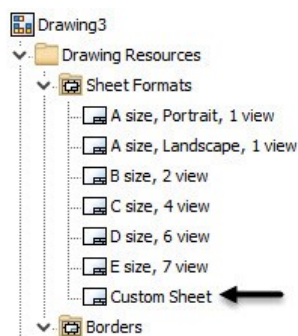 Drawing3
Drawing Resources
Sheet Formats
A size, Portrait, 1 view
A size, Landscape, 1 view
B size, 2 view
C size, 4 view
D size, 6 view
E size, 7 view
Custom Sheet
Borders